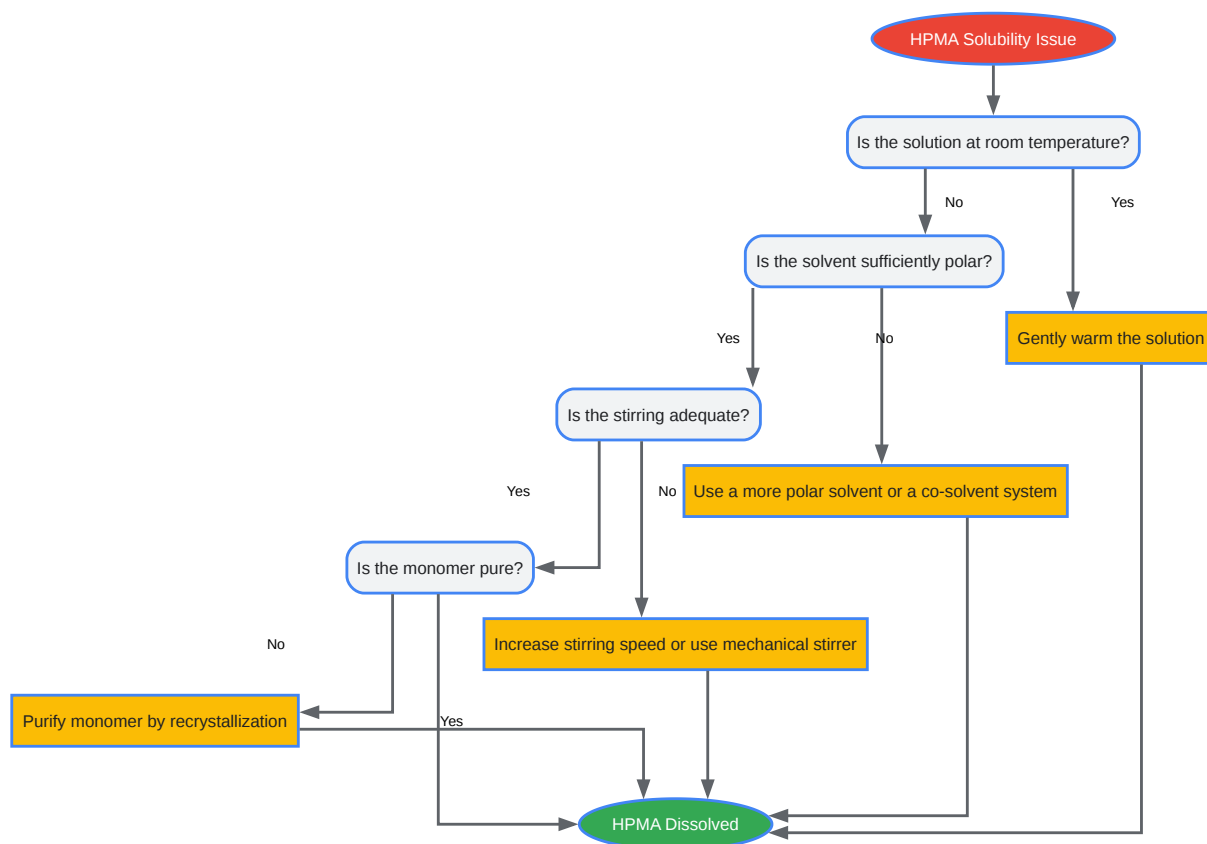 HPMA Solubility Issue
Is the solution at room temperature?
No
Yes
Is the solvent sufficiently polar?
Yes
No
Gently warm the solution
Is the stirring adequate?
Use a more polar solvent or a co-solvent system
Yes
No
Is the monomer pure?
Increase stirring speed or use mechanical stirrer
No
Purify monomer by recrystallization
Yes
HPMA Dissolved